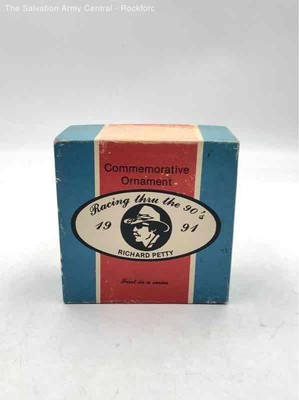 The Salvation Army Central - Rockforc
Commemorative
Ornament
Racing thru the 90's
19 91
RICHARD PETTY
First in a series